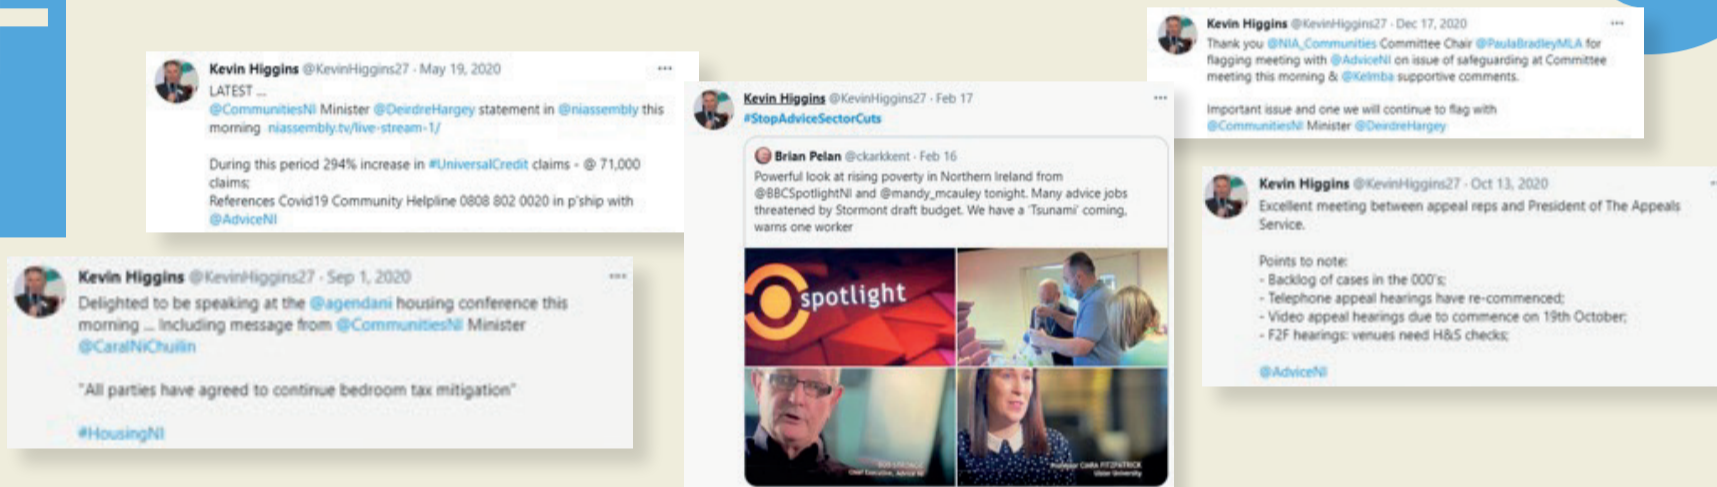 Kevin Higgins @KevinHiggins27 · May 19, 2020
LATEST ...
@CommunitiesNI Minister @DeirdreHargey statement in @niassembly this
morning niassembly.tv/live-stream-1/
During this period 294% increase in #UniversalCredit claims - @ 71,000
claims;
References Covid19 Community Helpline 0808 802 0020 in p'ship with
@AdviceNI
Kevin Higgins @KevinHiggins27 · Sep 1, 2020
Delighted to be speaking at the @agendani housing conference this
morning ... Including message from @CommunitiesNI Minister
@CaralNiChuilin
"All parties have agreed to continue bedroom tax mitigation"
#HousingNI
Kevin Higgins @KevinHiggins27 · Feb 17
#StopAdviceSectorCuts
Brian Pelan @ckarkkent · Feb 16
Powerful look at rising poverty in Northern Ireland from
@BBCSpotlightNI and @mandy_mcauley tonight. Many advice jobs
threatened by Stormont draft budget. We have a 'Tsunami' coming,
warns one worker
spotlight
Chief Executive, Advice NI
Professor CIARA FITZPATRICK
Ulster University
Kevin Higgins @KevinHiggins27 · Dec 17, 2020
Thank you @NIA_Communities Committee Chair @PaulaBradleyMLA for
flagging meeting with @AdviceNI on issue of safeguarding at Committee
meeting this morning & @Kelmba supportive comments.
Important issue and one we will continue to flag with
@CommunitiesNI Minister @DeirdreHargey
Kevin Higgins @KevinHiggins27 · Oct 13, 2020
Excellent meeting between appeal reps and President of The Appeals
Service.
Points to note:
- Backlog of cases in the 000's;
- Telephone appeal hearings have re-commenced;
- Video appeal hearings due to commence on 19th October;
- F2F hearings: venues need H&S checks;
@AdviceNI